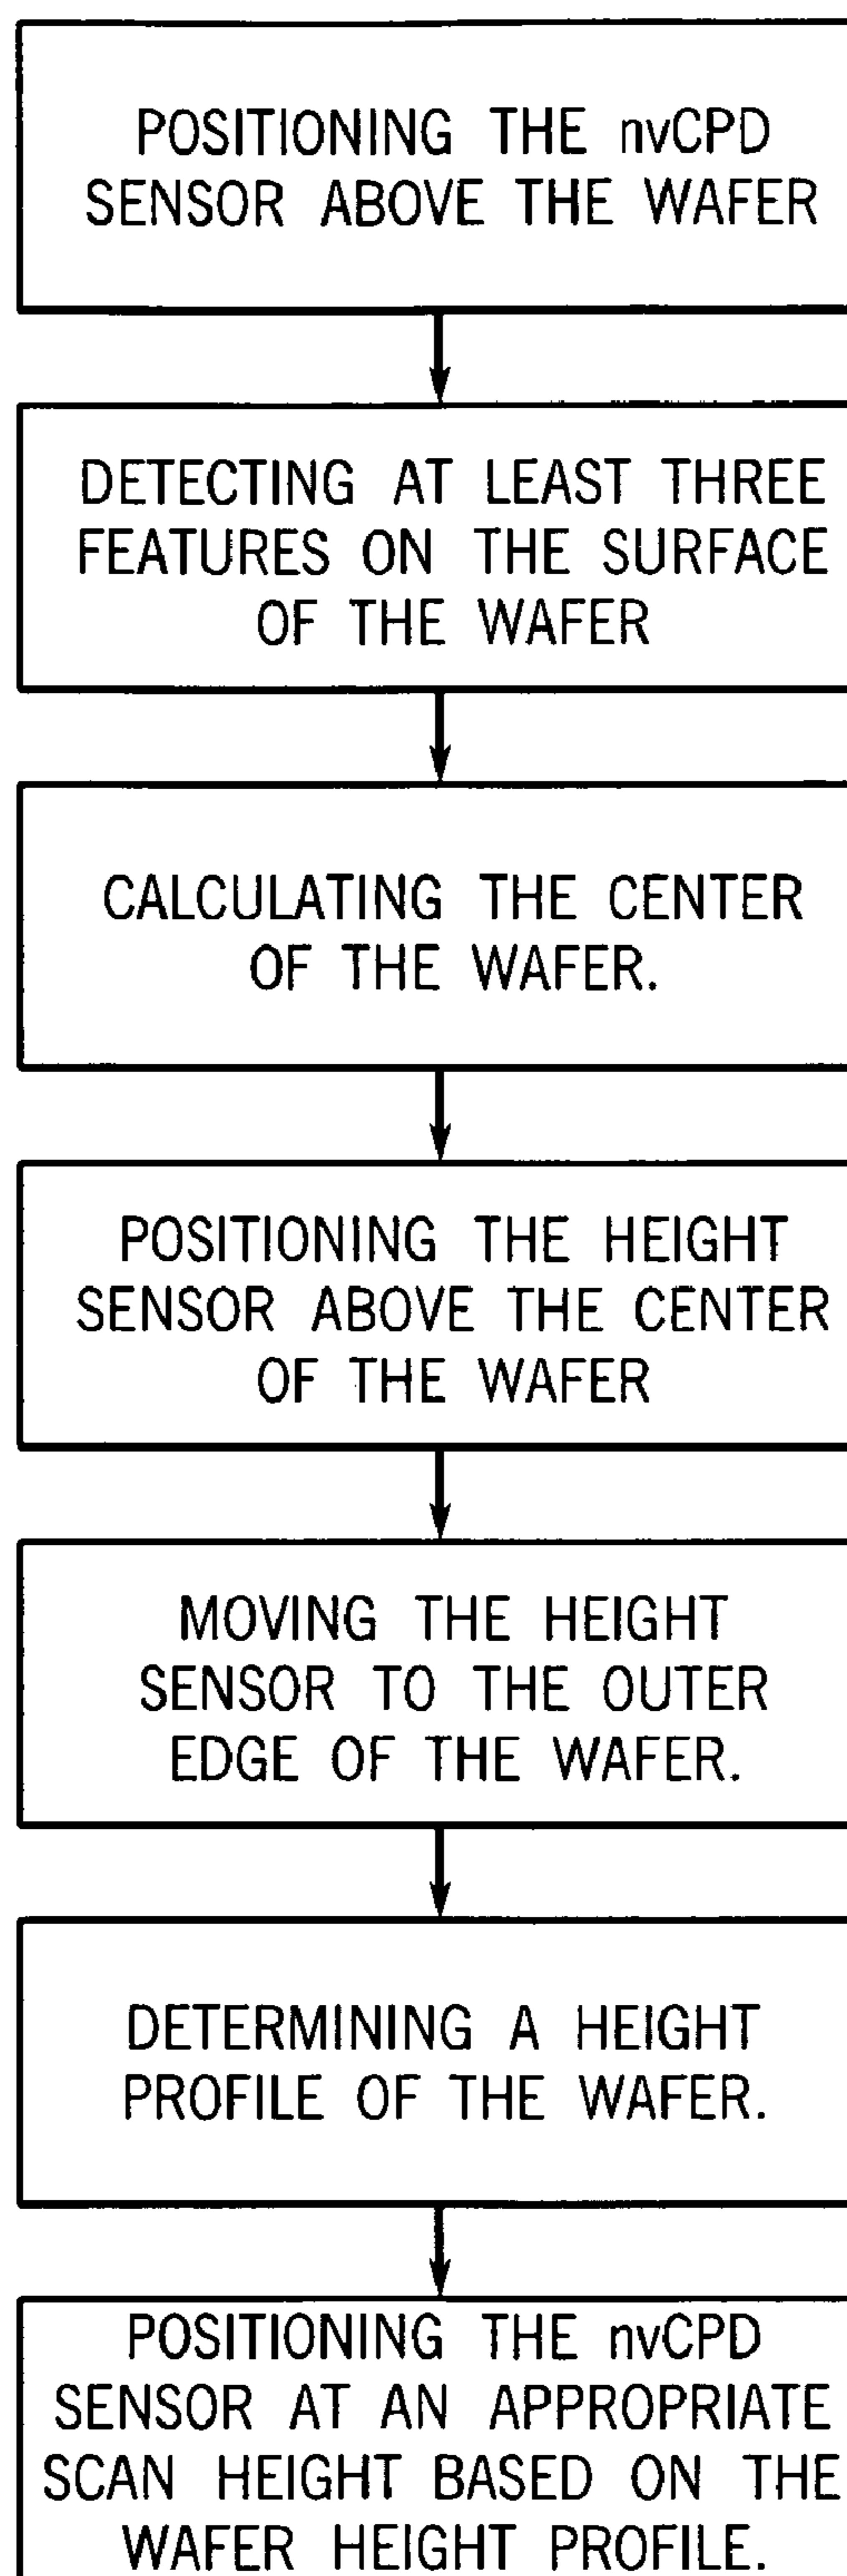 POSITIONING THE nvCPD
SENSOR ABOVE THE WAFER
DETECTING AT LEAST THREE
FEATURES ON THE SURFACE
OF THE WAFER
CALCULATING THE CENTER
OF THE WAFER.
POSITIONING THE HEIGHT
SENSOR ABOVE THE CENTER
OF THE WAFER
MOVING THE HEIGHT
SENSOR TO THE OUTER
EDGE OF THE WAFER.
DETERMINING A HEIGHT
PROFILE OF THE WAFER.
POSITIONING THE nvCPD
SENSOR AT AN APPROPRIATE
SCAN HEIGHT BASED ON THE
WAFER HEIGHT PROFILE.